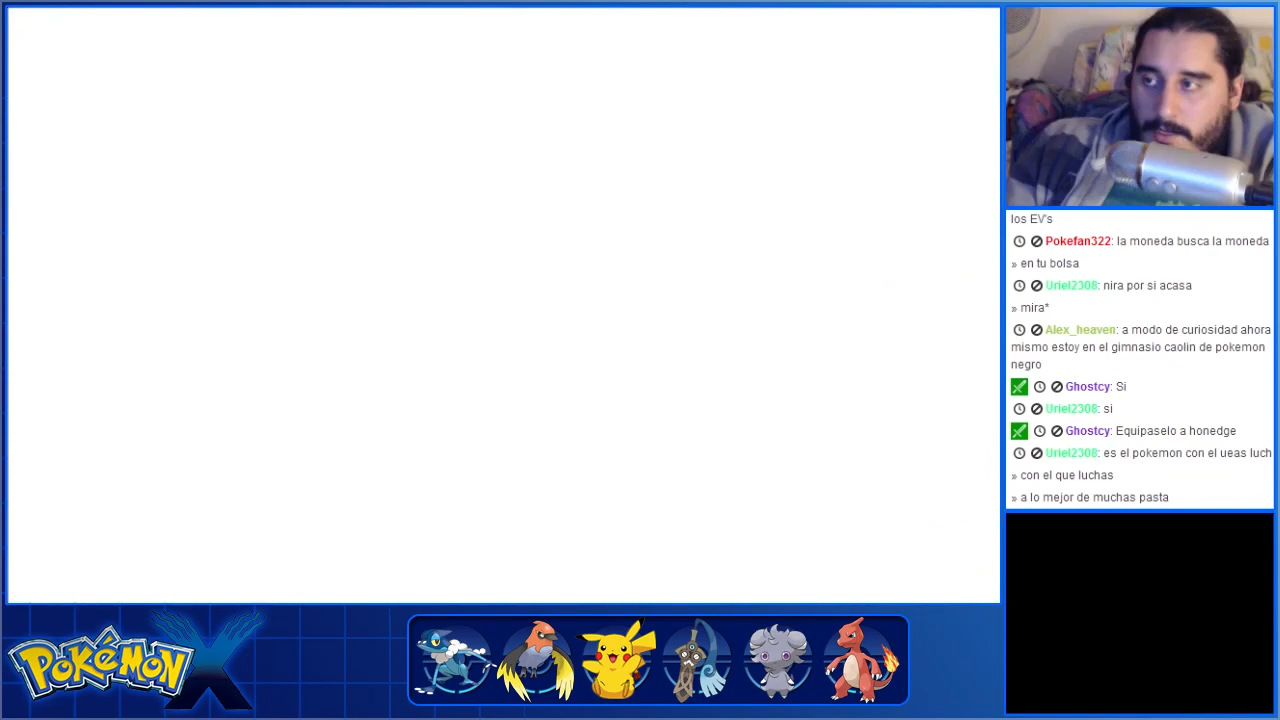 los EV's
Pokefan322: la moneda busca la moneda
» en tu bolsa
Uriel2308: nira por si acasa
» mira*
Alex_heaven: a modo de curiosidad ahora
mismo estoy en el gimnasio caolin de pokemon
negro
Ghostcy: Si
Uriel2308: si
Ghostcy: Equipaselo a honedge
Uriel2308: es el pokemon con el ueas luch
» con el que luchas
» a lo mejor de muchas pasta
POKéMON X